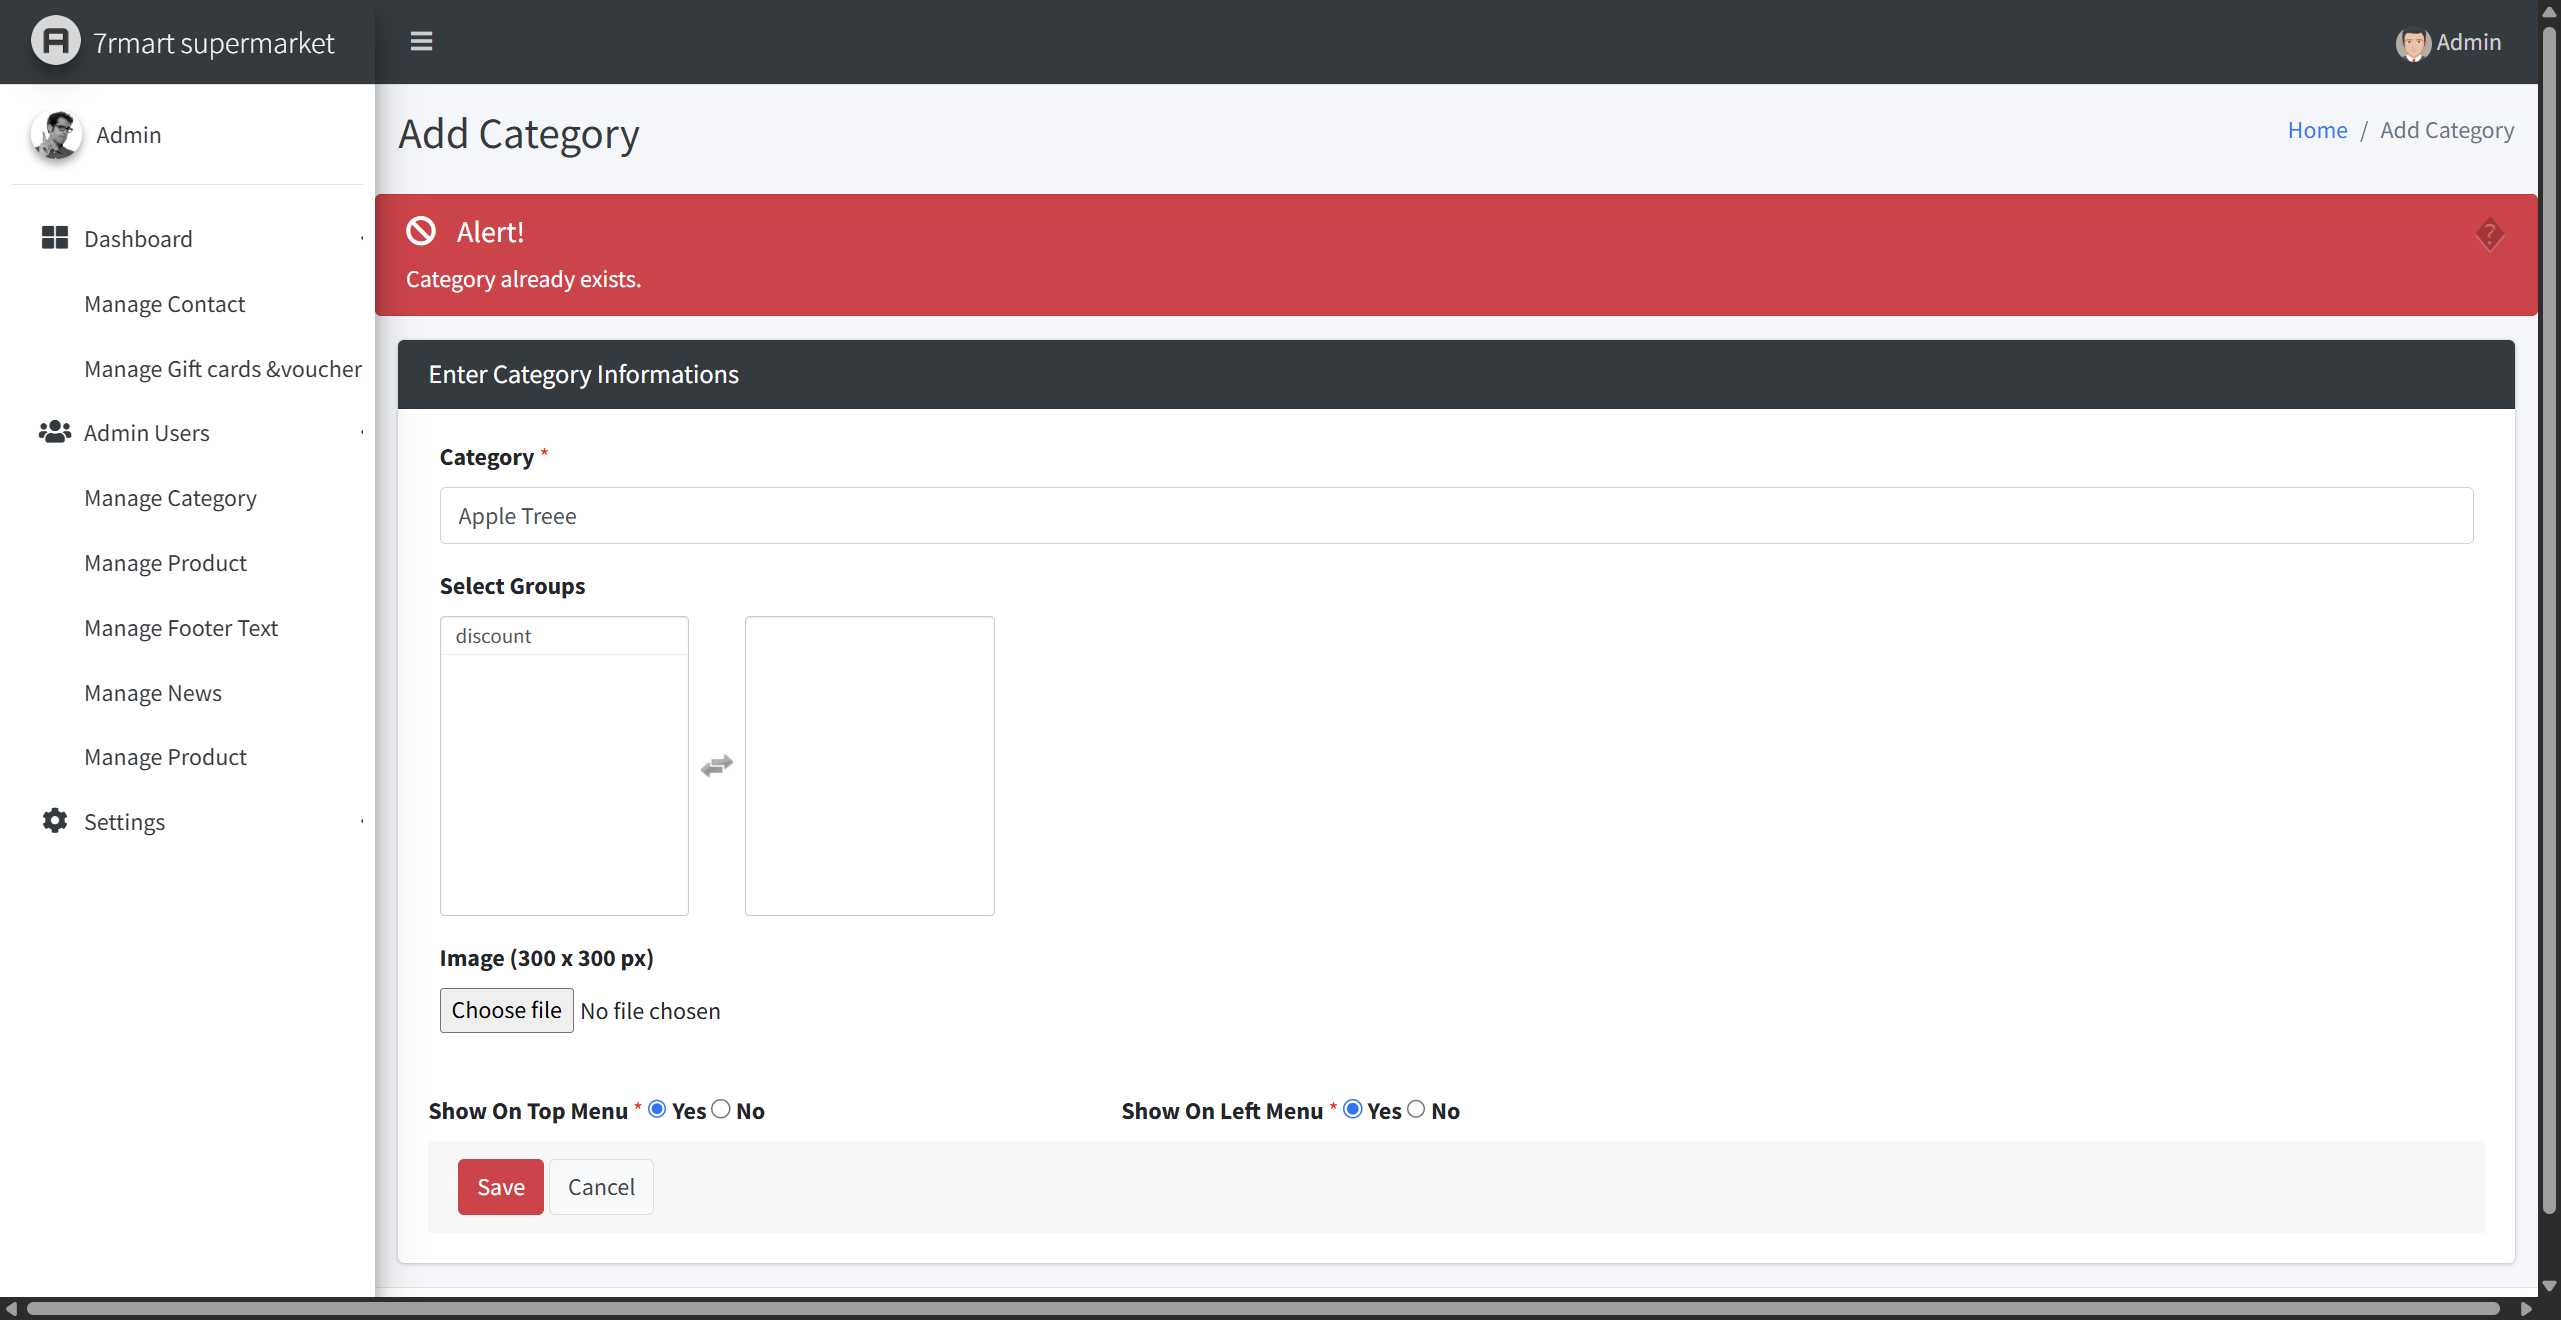 7rmart supermarket
Admin
Admin
Add Category
Home / Add Category
Dashboard
Manage Contact
Manage Gift cards &voucher
Admin Users
Manage Category
Manage Product
Manage Footer Text
Manage News
Manage Product
Settings
Alert!
Category already exists.
Enter Category Informations
Category *
Apple Treee
Select Groups
discount
Image (300 x 300 px)
Choose file No file chosen
Show On Top Menu * Yes No
Show On Left Menu * Yes No
Save Cancel